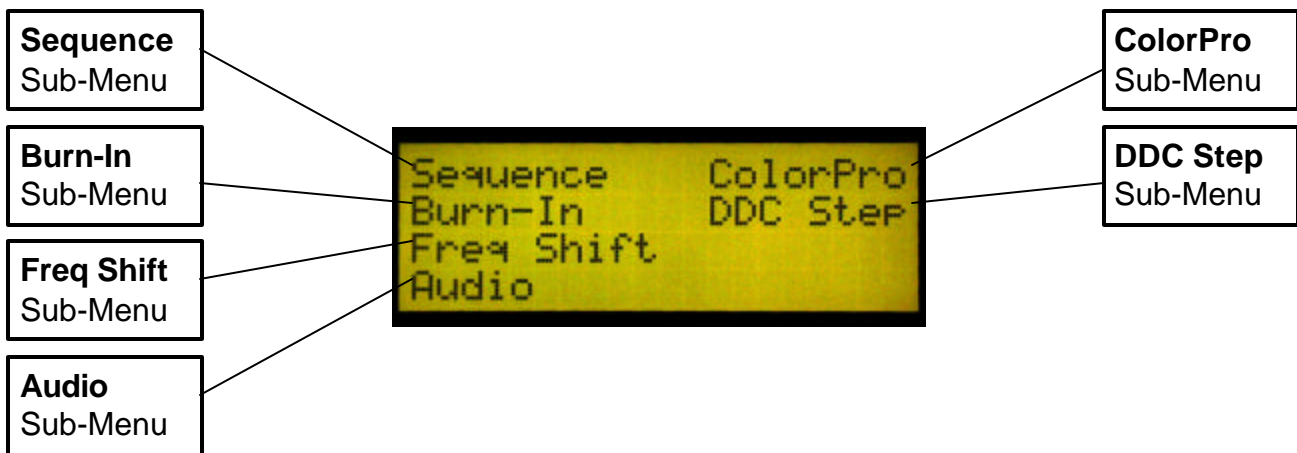 Sequence
Sub-Menu
Burn-In
Sub-Menu
Freq Shift
Sub-Menu
Audio
Sub-Menu
Sequence ColorPro
Burn-In DDC Step
Freq Shift
Audio
ColorPro
Sub-Menu
DDC Step
Sub-Menu